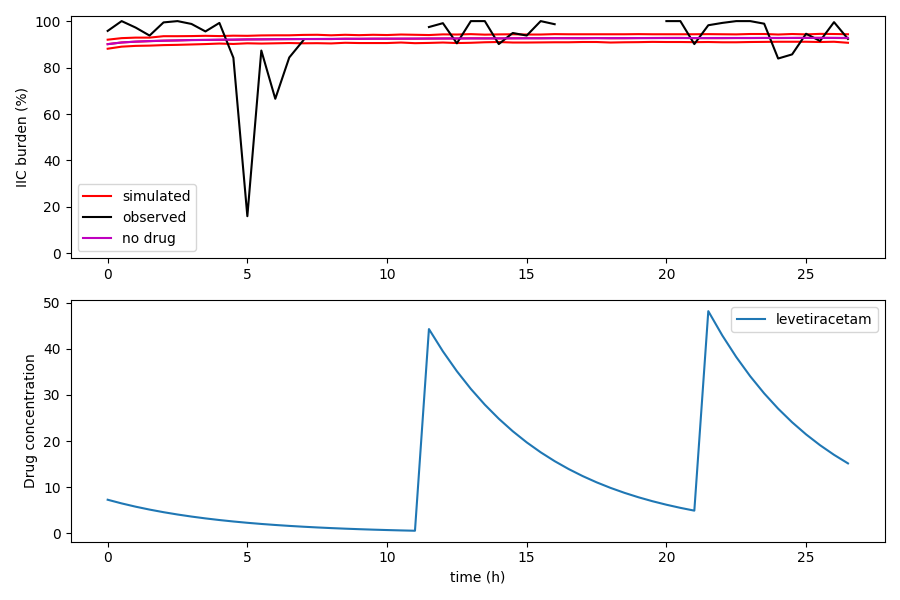 IIC burden (%)
100
80
60
40
20
0
simulated
observed
no drug
0 5 10 15 20 25
Drug concentration
50
40
30
20
10
0
levetiracetam
0 5 10 15 20 25
time (h)